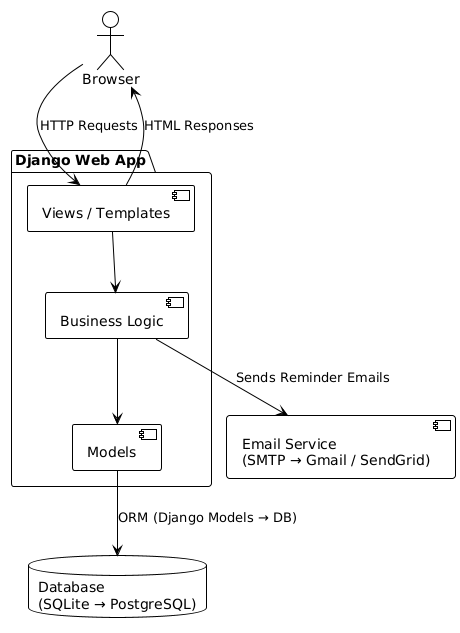 Browser
HTTP Requests
HTML Responses
Django Web App
Views / Templates
Business Logic
Sends Reminder Emails
Models
Email Service
(SMTP → Gmail / SendGrid)
ORM (Django Models → DB)
Database
(SQLite → PostgreSQL)